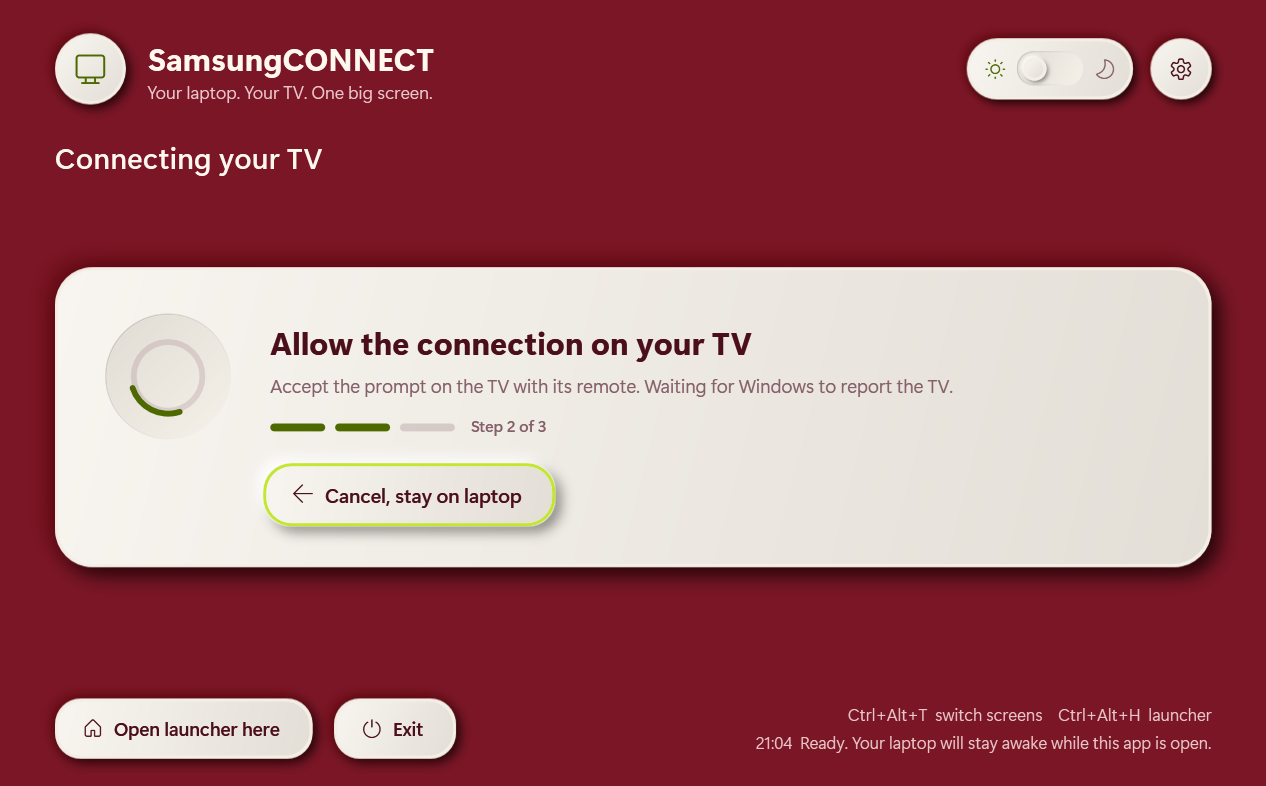 SamsungCONNECT
Your laptop. Your TV. One big screen.
Connecting your TV
Allow the connection on your TV
Accept the prompt on the TV with its remote. Waiting for Windows to report the TV.
Step 2 of 3
Cancel, stay on laptop
Open launcher here
Exit
Ctrl+Alt+T switch screens Ctrl+Alt+H launcher
21:04 Ready. Your laptop will stay awake while this app is open.